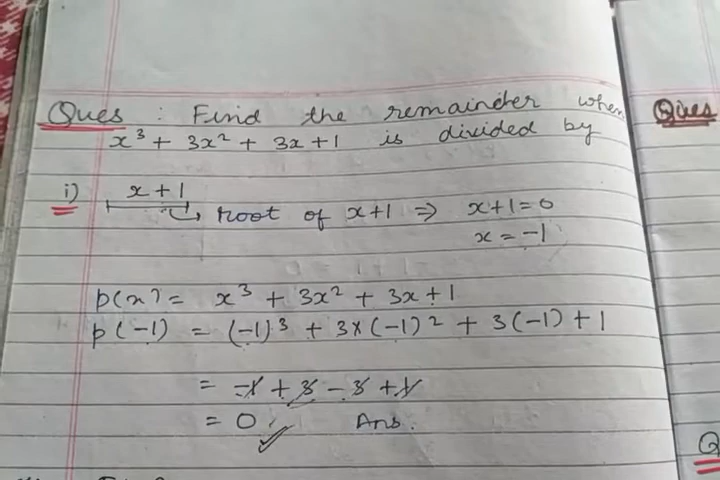 Ques : Find the remainder when
x³ + 3x² + 3x + 1 is divided by
i) x + 1
root of x+1 ⇒ x+1=0
x = -1
p(x) = x³ + 3x² + 3x + 1
p(-1) = (-1)³ + 3×(-1)² + 3(-1) + 1
= -1 + 3 - 3 + 1
= 0 Ans.
Ques
Q